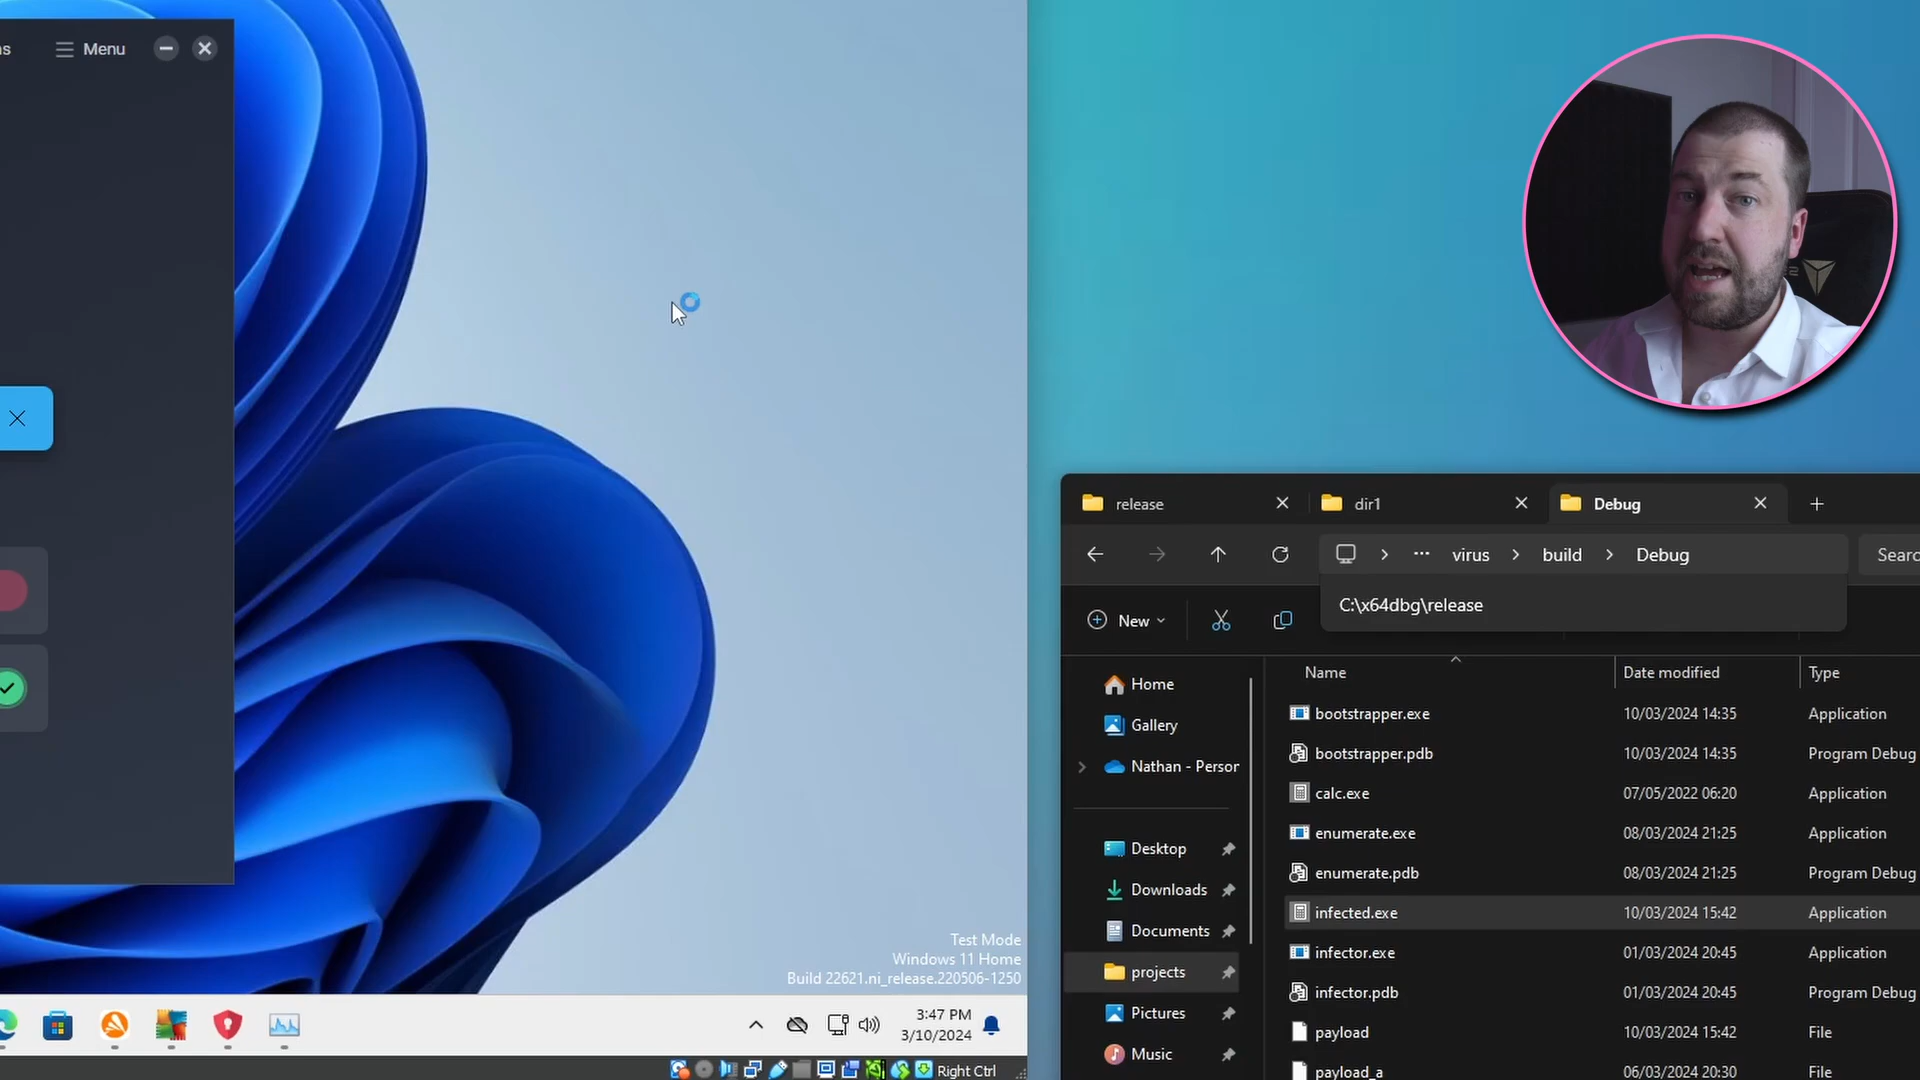 Menu
Test Mode
Windows 11 Home
Build 22621.ni_release.220506-1250
3:47 PM
3/10/2024
Right Ctrl
release
dir1
Debug
virus
build
Debug
C:\x64dbg\release
New
Name
Date modified
Type
Home
Gallery
Nathan - Person
Desktop
Downloads
Documents
projects
Pictures
Music
bootstrapper.exe 10/03/2024 14:35 Application
bootstrapper.pdb 10/03/2024 14:35 Program Debug
calc.exe 07/05/2022 06:20 Application
enumerate.exe 08/03/2024 21:25 Application
enumerate.pdb 08/03/2024 21:25 Program Debug
infected.exe 10/03/2024 15:42 Application
infector.exe 01/03/2024 20:45 Application
infector.pdb 01/03/2024 20:45 Program Debug
payload 10/03/2024 15:42 File
payload_a 06/03/2024 20:30 File